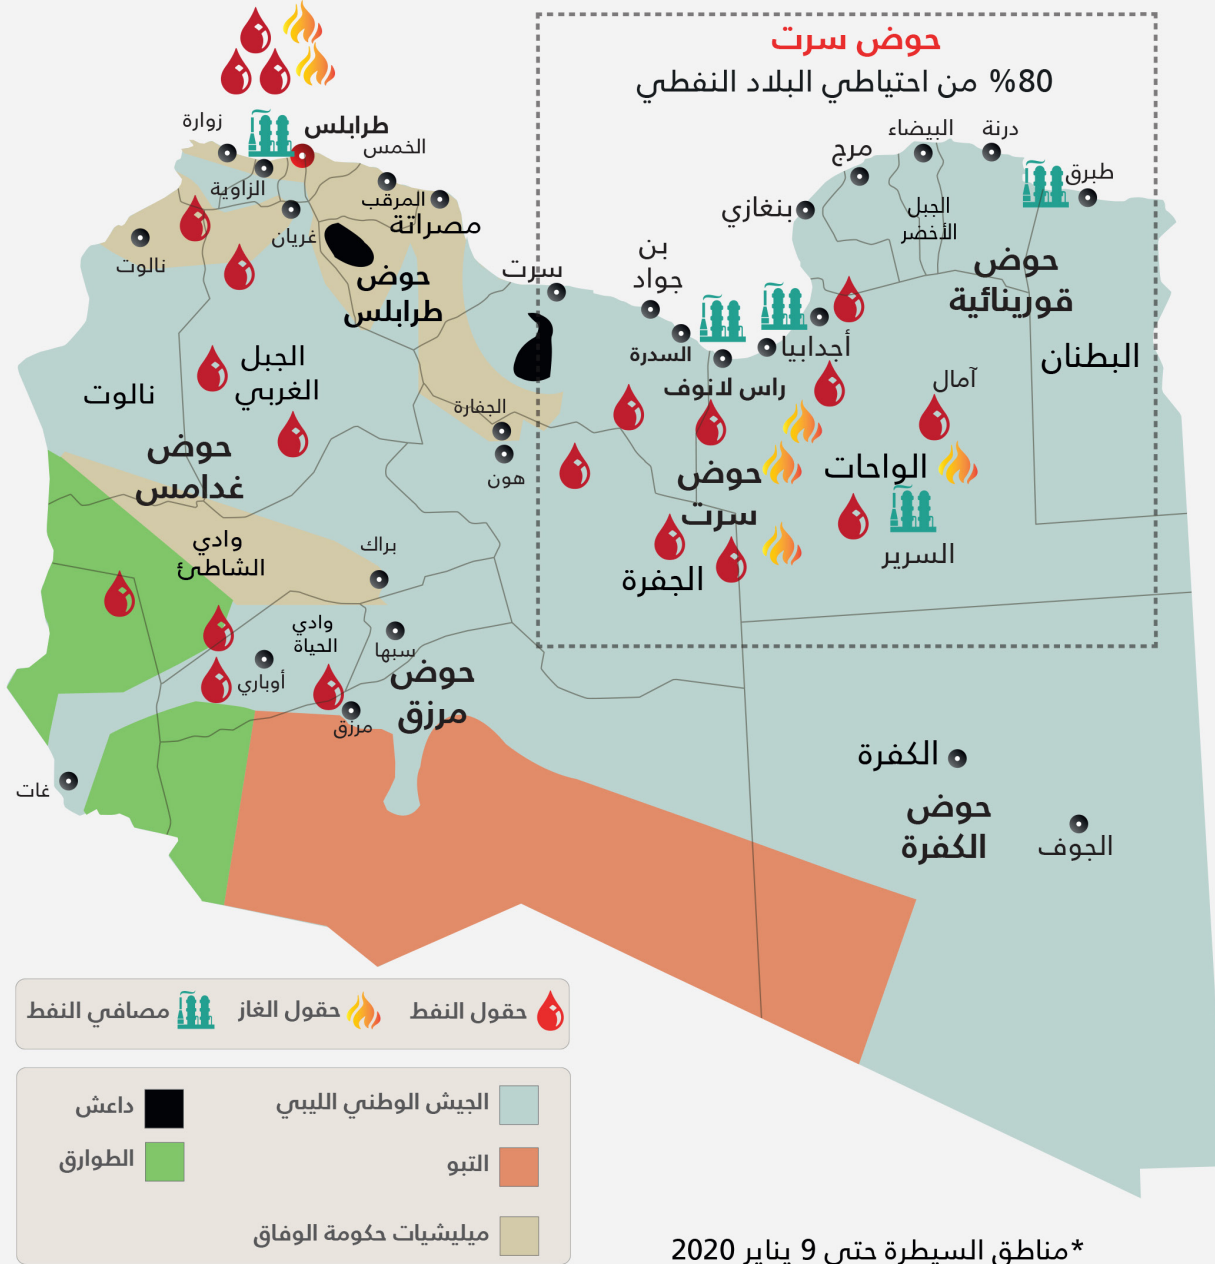 حوض سرت
80% من احتياطي البلاد النفطي
زوارة
طرابلس
الخمس
الزاوية
المرقب
مصراتة
غريان
نالوت
حوض
طرابلس
سرت
بن
جواد
السدرة
راس لانوف
أجدابيا
بنغازي
مرج
البيضاء
درنة
طبرق
الجبل
الأخضر
حوض
قورينائية
البطنان
آمال
الواحات
السرير
حوض
سرت
الجفرة
الجفارة
هون
الجبل
الغربي
نالوت
حوض
غدامس
وادي
الشاطئ
براك
وادي
الحياة
سبها
أوباري
حوض
مرزق
مرزق
غات
الكفرة
حوض
الكفرة
الجوف
حقول النفط
حقول الغاز
مصافي النفط
الجيش الوطني الليبي
داعش
التبو
الطوارق
ميليشيات حكومة الوفاق
*مناطق السيطرة حتى 9 يناير 2020